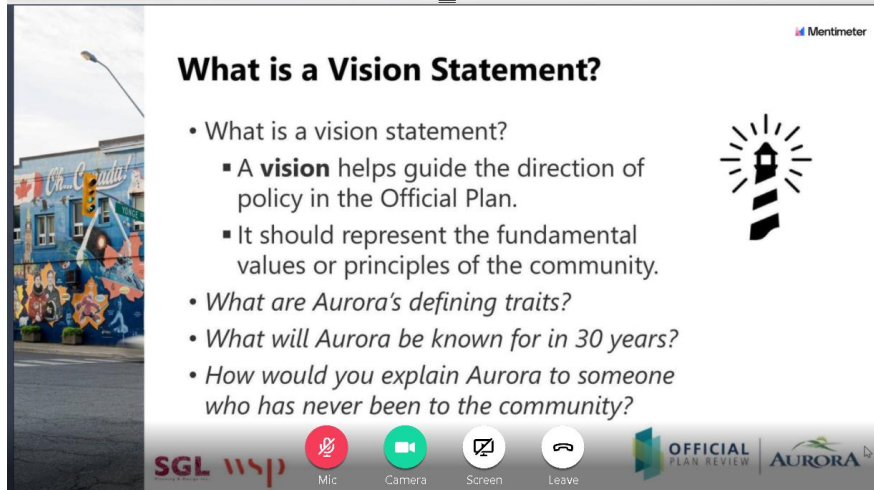 Mentimeter
What is a Vision Statement?
• What is a vision statement?
▪ A vision helps guide the direction of
policy in the Official Plan.
▪ It should represent the fundamental
values or principles of the community.
• What are Aurora's defining traits?
• What will Aurora be known for in 30 years?
• How would you explain Aurora to someone
who has never been to the community?
Oh...Canada!
YONGE
SGL
wsp
Mic
Camera
Screen
Leave
OFFICIAL
PLAN REVIEW
AURORA